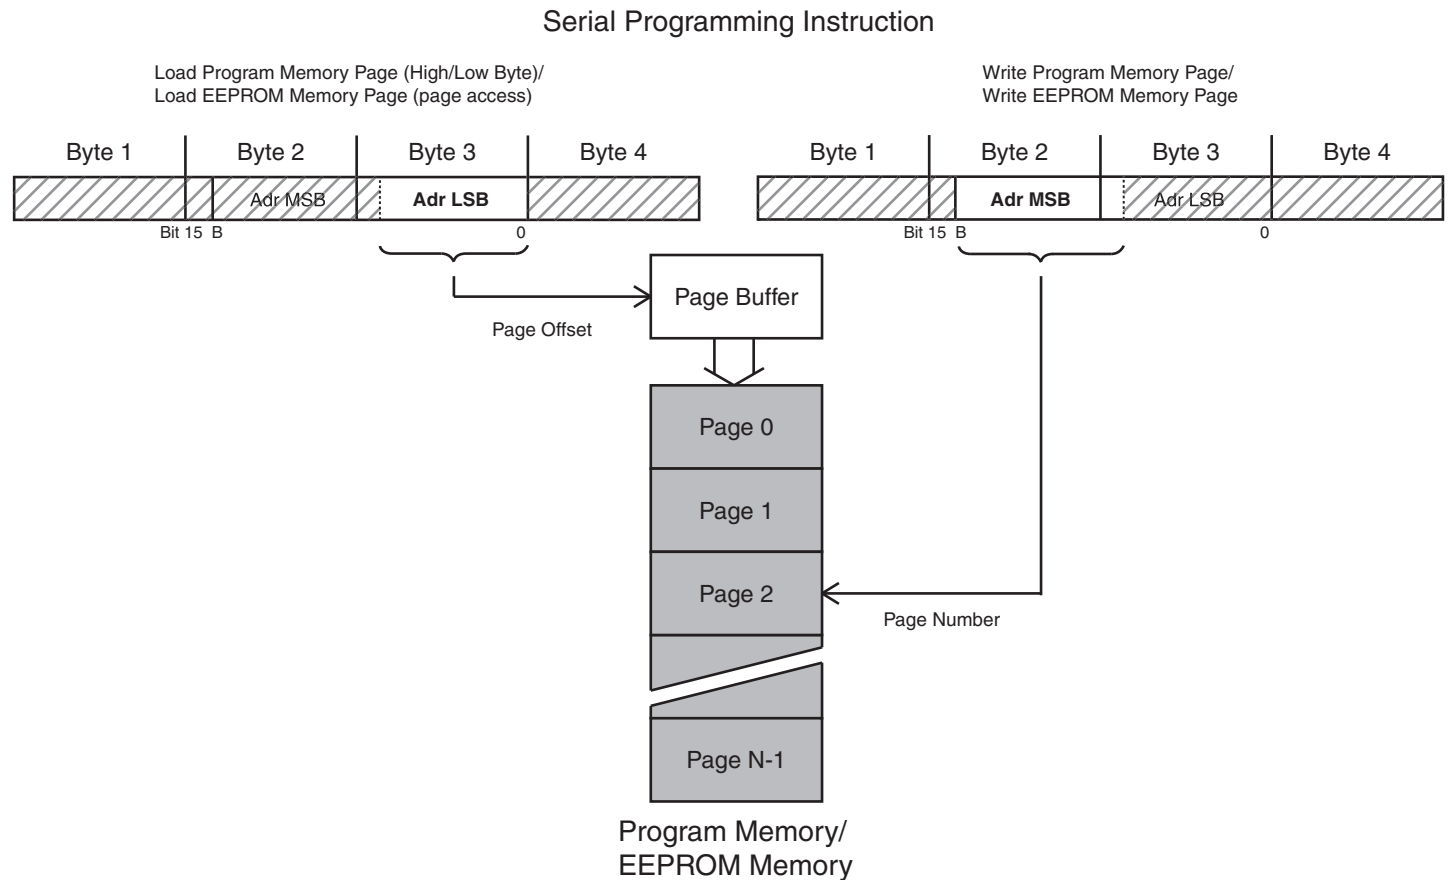 Serial Programming Instruction
Load Program Memory Page (High/Low Byte)/
Load EEPROM Memory Page (page access)
Write Program Memory Page/
Write EEPROM Memory Page
Byte 1 Byte 2 Byte 3 Byte 4
Adr MSB Adr LSB
Bit 15 B 0
Byte 1 Byte 2 Byte 3 Byte 4
Adr MSB Adr LSB
Bit 15 B 0
Page Buffer
Page Offset
Page 0
Page 1
Page 2
Page Number
Page N-1
Program Memory/
EEPROM Memory